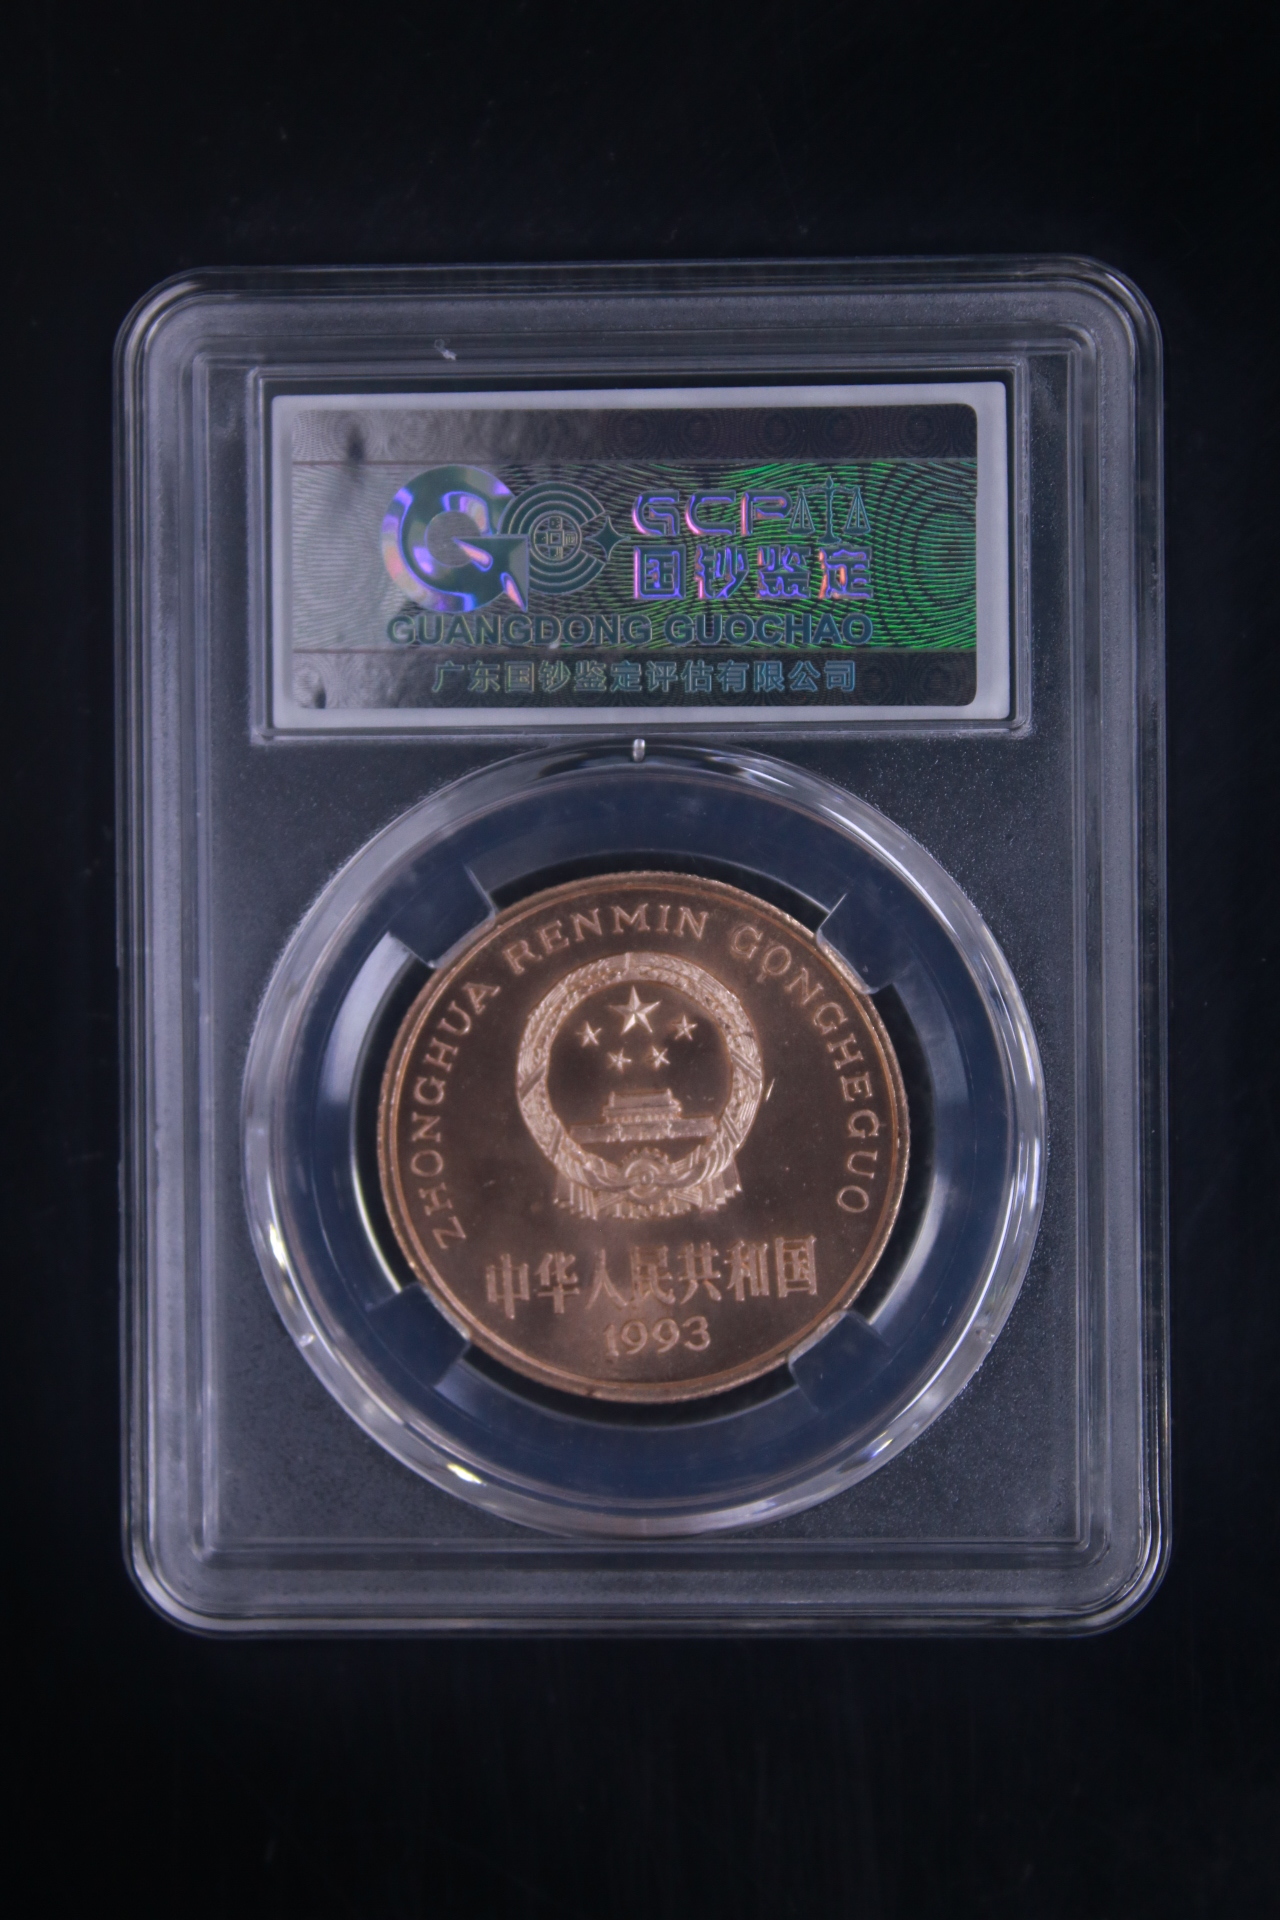 GCP
国钞鉴定
GUANGDONG GUOCHAO
广东国钞鉴定评估有限公司
ZHONGHUA RENMIN GONGHEGUO
中华人民共和国
1993